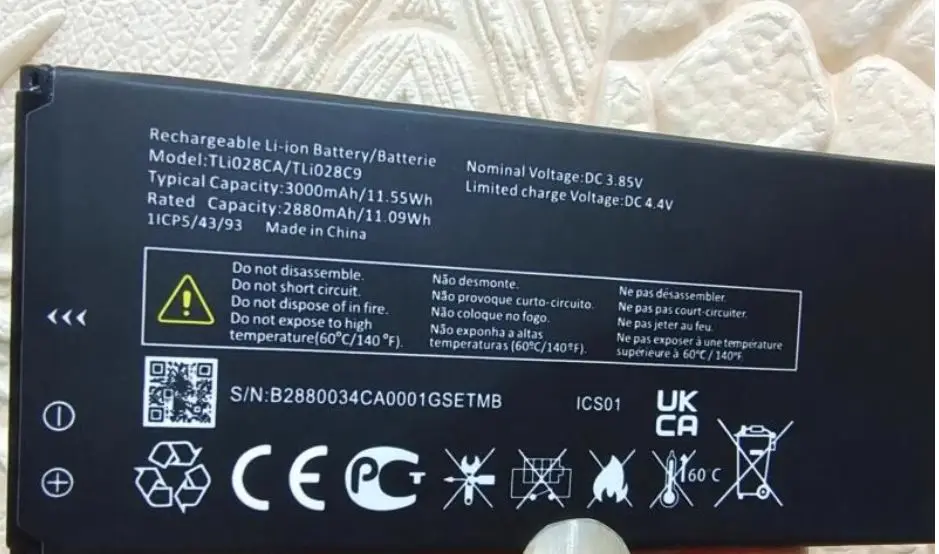 Rechargeable Li-ion Battery/Batterie
Model:TLi028CA/TLi028C9
Typical Capacity:3000mAh/11.55Wh
Rated Capacity:2880mAh/11.09Wh
1ICP5/43/93 Made in China
Nominal Voltage:DC 3.85V
Limited charge Voltage:DC 4.4V
Do not disassemble.
Do not short circuit.
Do not dispose of in fire.
Do not expose to high
temperature(60°C/140°F).
Não desmonte.
Não provoque curto-circuito.
Não coloque no fogo.
Não exponha a altas
temperaturas (60°C/140°F).
Ne pas désassembler.
Ne pas pas court-circuiter.
Ne pas jeter au feu.
Ne pas exposer à une température
supérieure à 60°C/140°F.
S/N:B2880034CA0001GSETMB
ICS01
UK
CA
CE
PCT
60 C